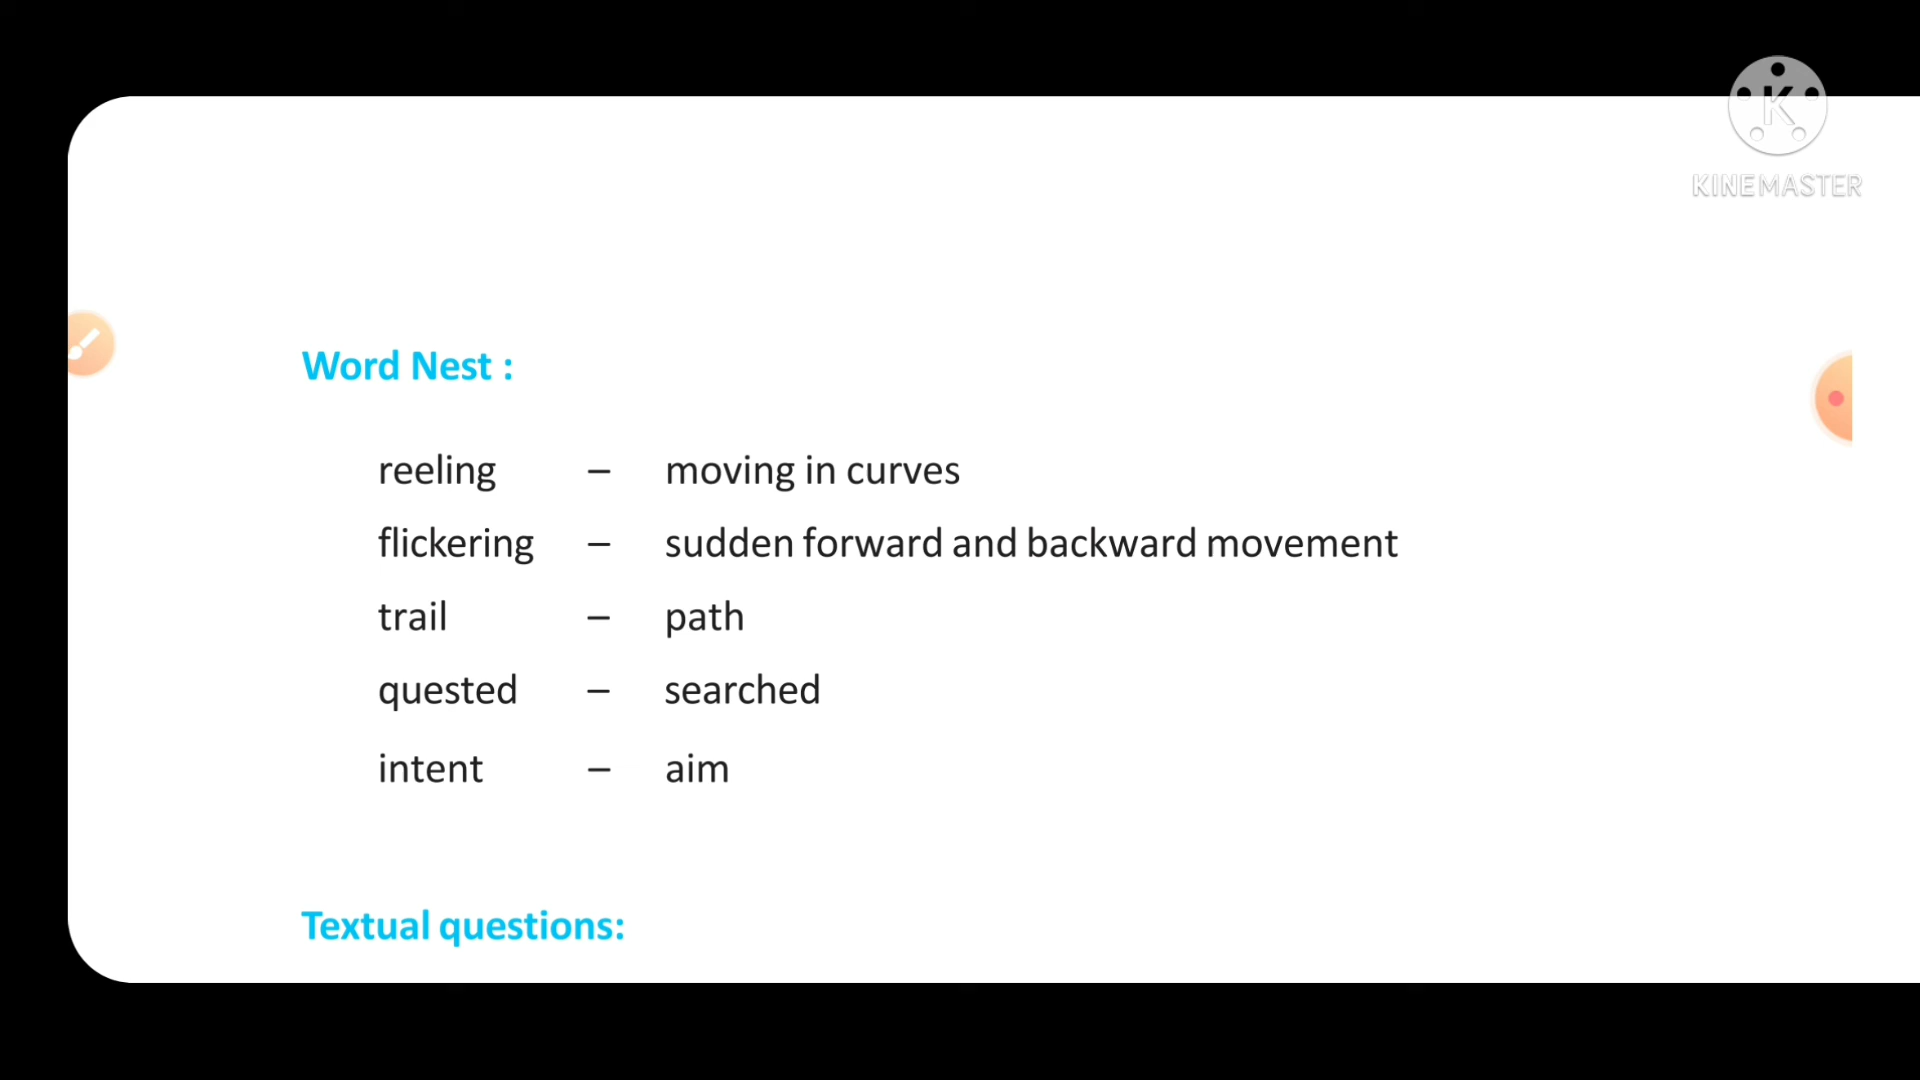 K
KINEMASTER
Word Nest :
reeling – moving in curves
flickering – sudden forward and backward movement
trail – path
quested – searched
intent – aim
Textual questions: